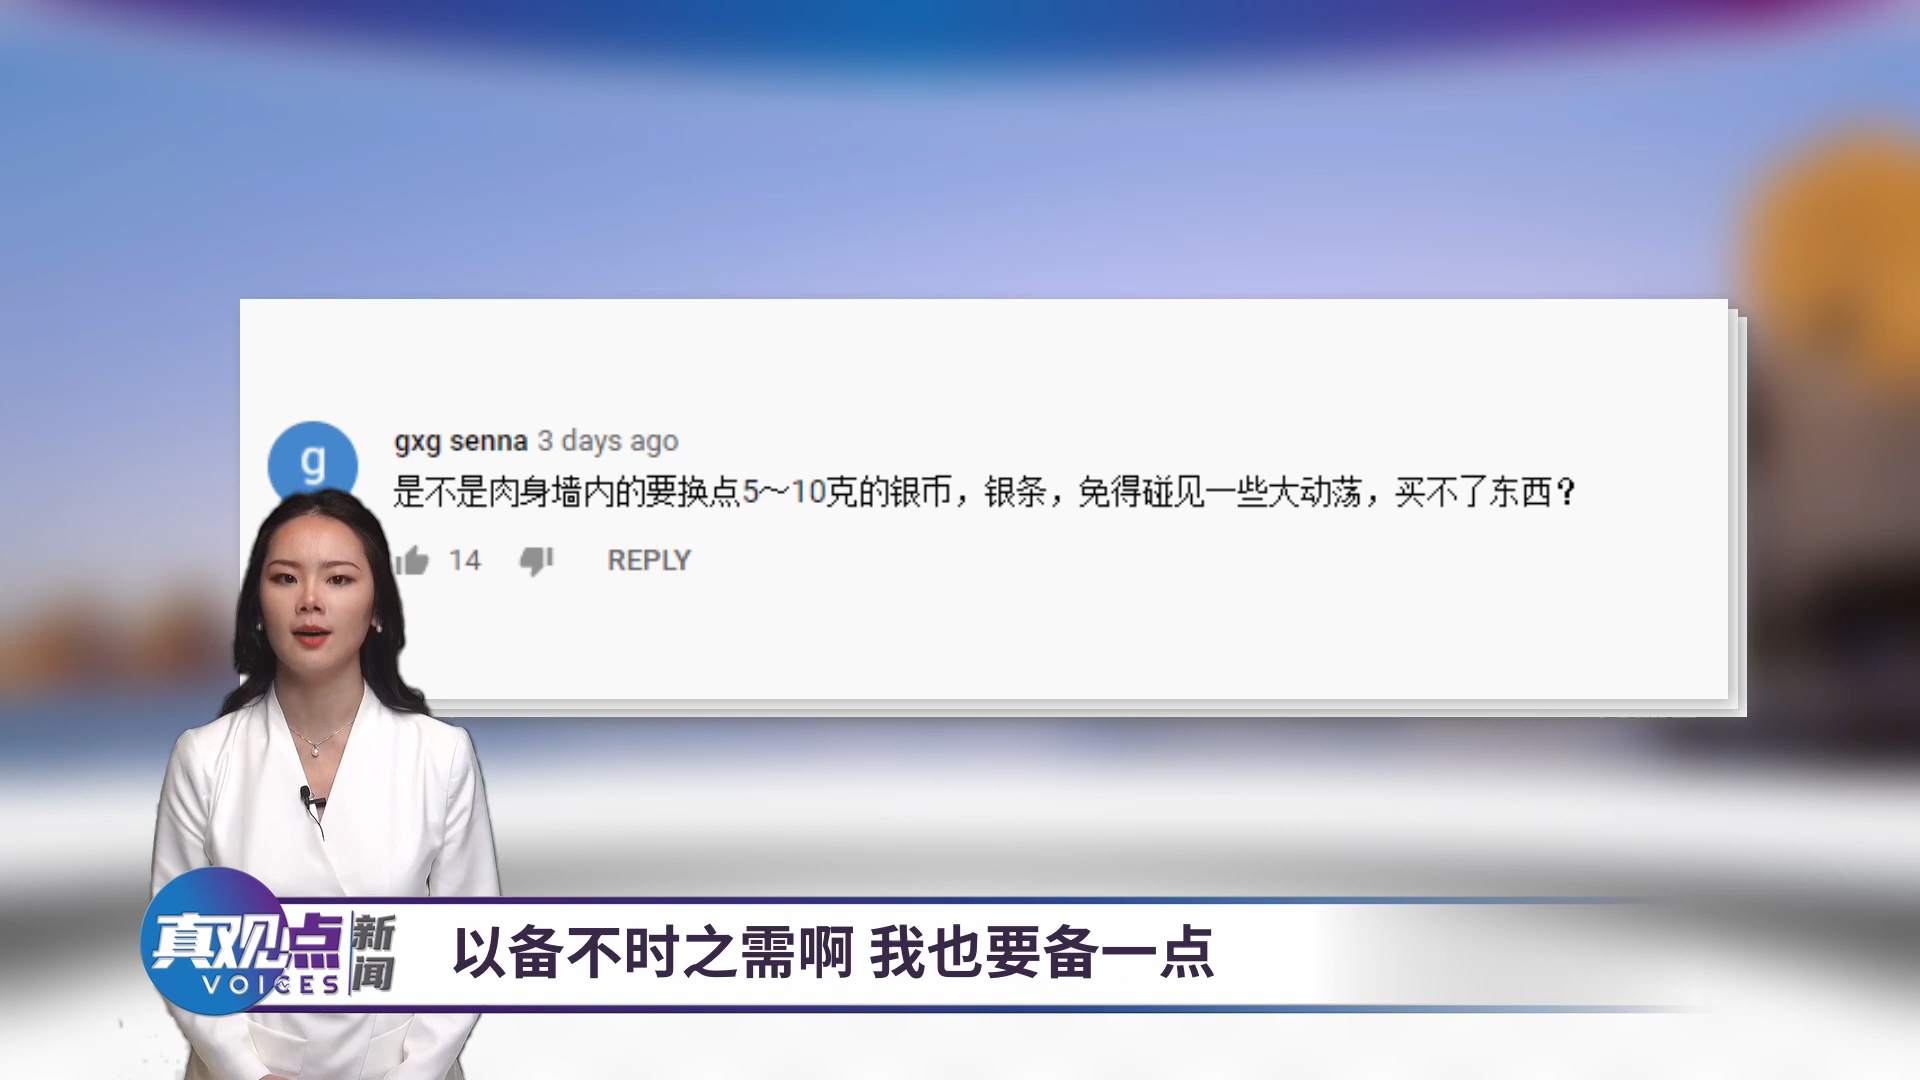 g
gxg senna 3 days ago
是不是肉身墙内的要换点5～10克的银币，银条，免得碰见一些大动荡，买不了东西？
14 REPLY
真观点 新闻
VOICES
以备不时之需啊 我也要备一点